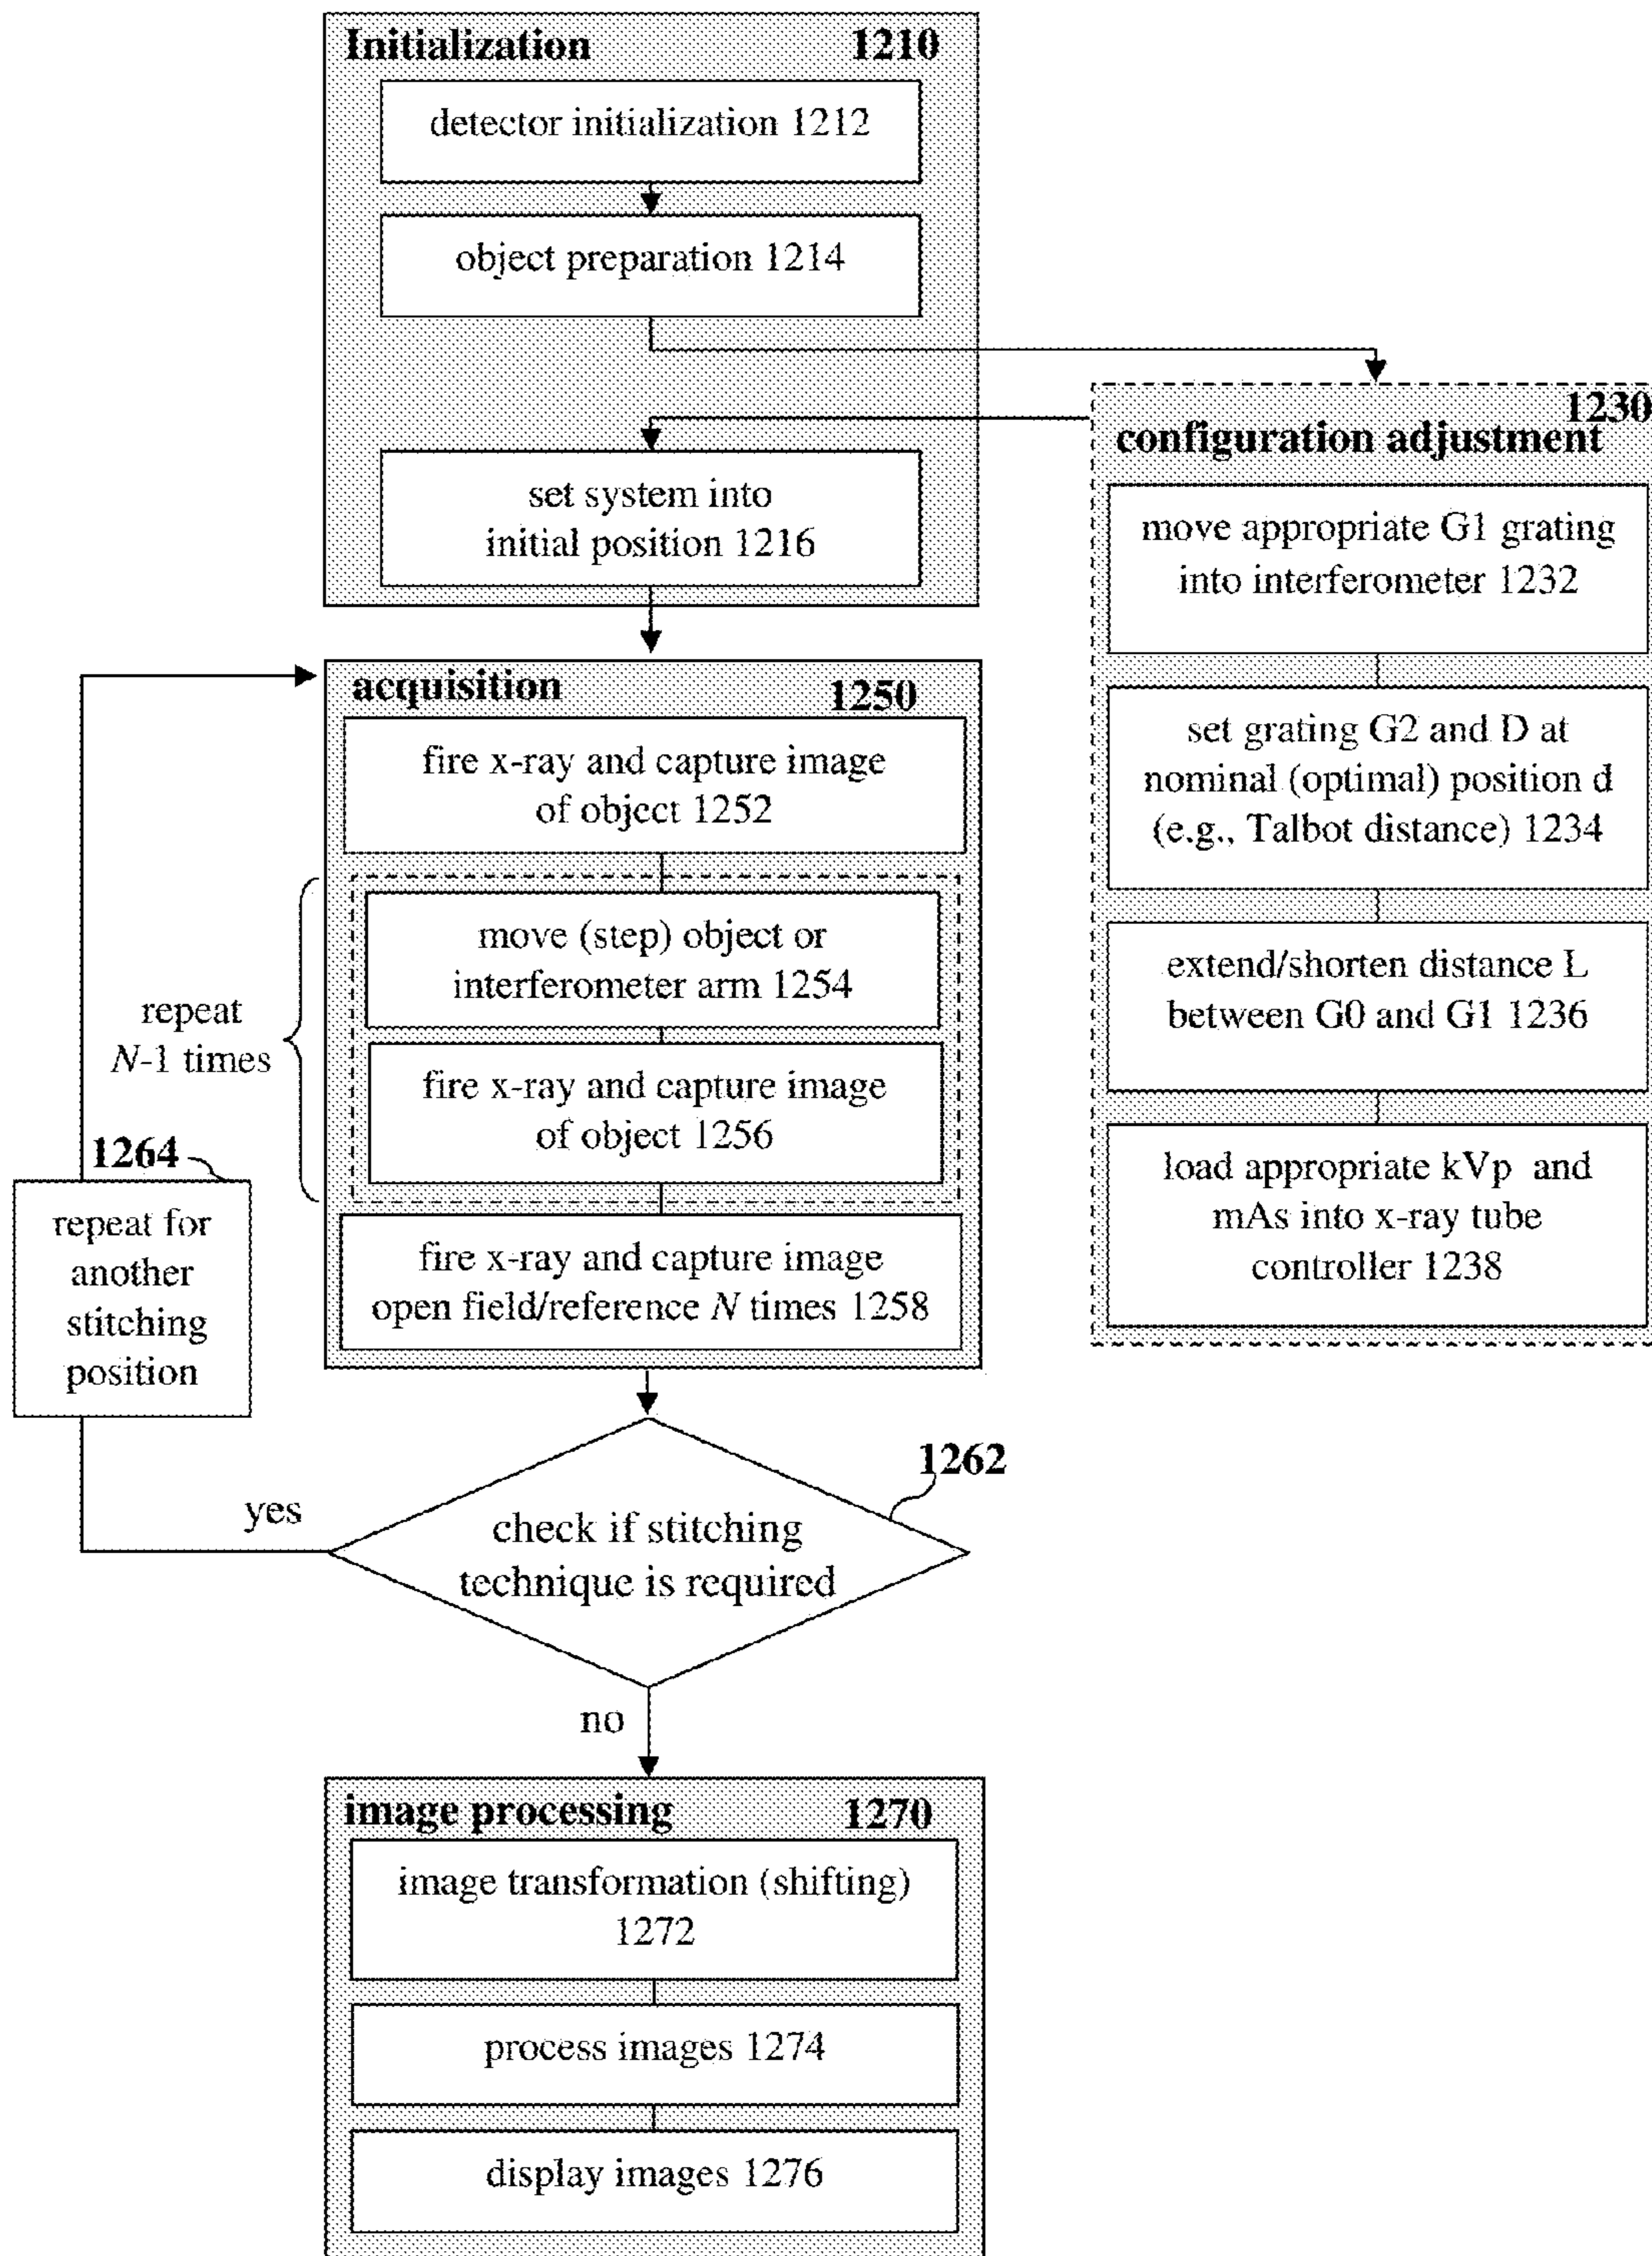 Initialization 1210
detector initialization 1212
object preparation 1214
set system into
initial position 1216
1230
configuration adjustment
move appropriate G1 grating
into interferometer 1232
set grating G2 and D at
nominal (optimal) position d
(e.g., Talbot distance) 1234
extend/shorten distance L
between G0 and G1 1236
load appropriate kVp and
mAs into x-ray tube
controller 1238
acquisition 1250
fire x-ray and capture image
of object 1252
move (step) object or
interferometer arm 1254
fire x-ray and capture image
of object 1256
repeat
N-1 times
fire x-ray and capture image
open field/reference N times 1258
1264
repeat for
another
stitching
position
1262
check if stitching
technique is required
yes
no
image processing 1270
image transformation (shifting)
1272
process images 1274
display images 1276